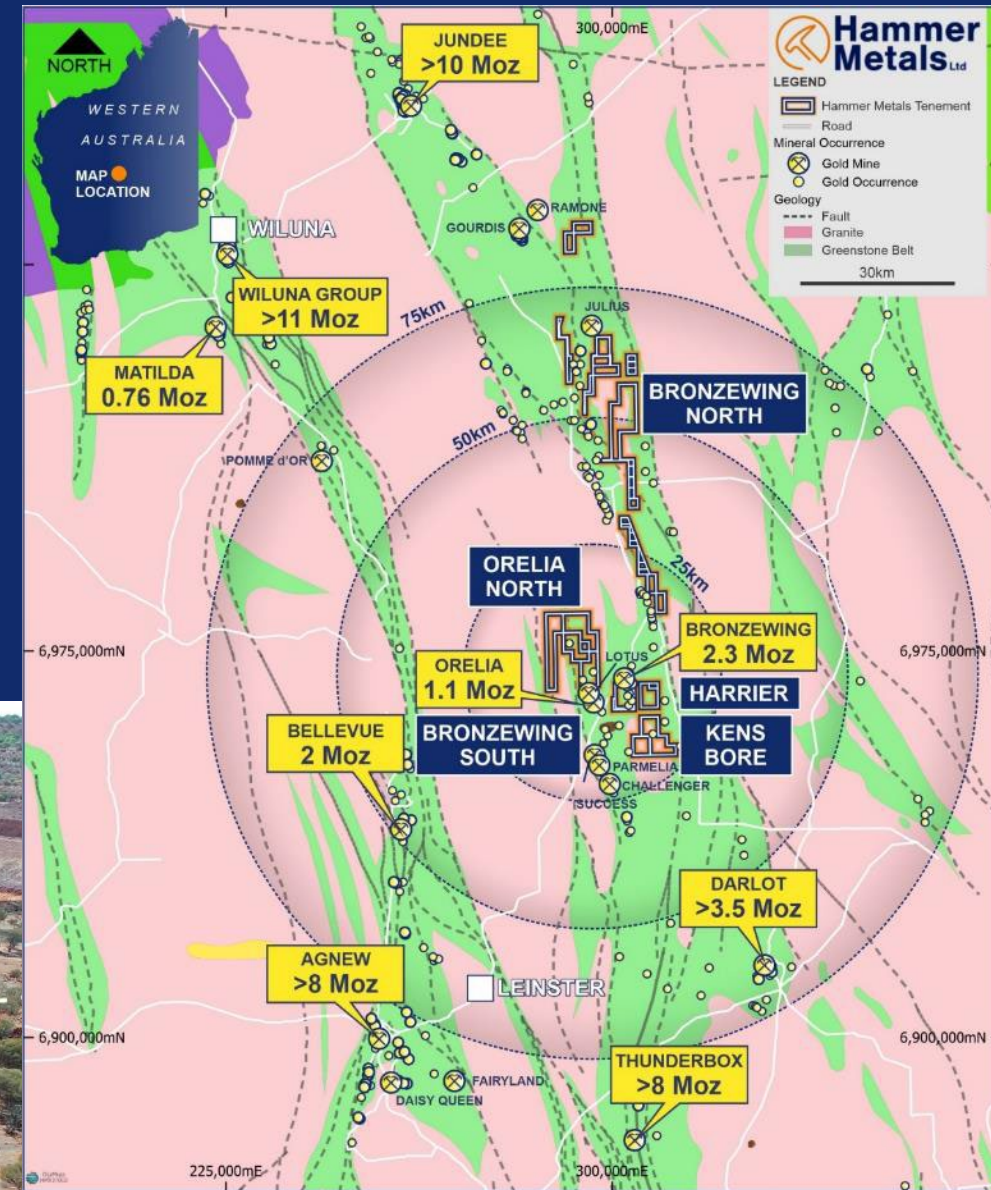 NORTH
WESTERN
AUSTRALIA
MAP
LOCATION
JUNDEE
>10 Moz
300,000mE
Hammer
Metals Ltd
LEGEND
Hammer Metals Tenement
Road
Mineral Occurrence
Gold Mine
Gold Occurrence
Geology
Fault
Granite
Greenstone Belt
30km
RAMONE
GOURDIS
WILUNA
WILUNA GROUP
>11 Moz
75km
JULIUS
MATILDA
0.76 Moz
BRONZEWING
NORTH
50km
POMME d'OR
25km
ORELIA
NORTH
6,975,000mN
BRONZEWING
2.3 Moz
6,975,000mN
LOTUS
ORELIA
1.1 Moz
HARRIER
BELLEVUE
2 Moz
BRONZEWING
SOUTH
KENS
BORE
PARMELIA
CHALLENGER
SUCCESS
DARLOT
>3.5 Moz
AGNEW
>8 Moz
LEINSTER
6,900,000mN
6,900,000mN
THUNDERBOX
>8 Moz
FAIRYLAND
DAISY QUEEN
225,000mE
300,000mE